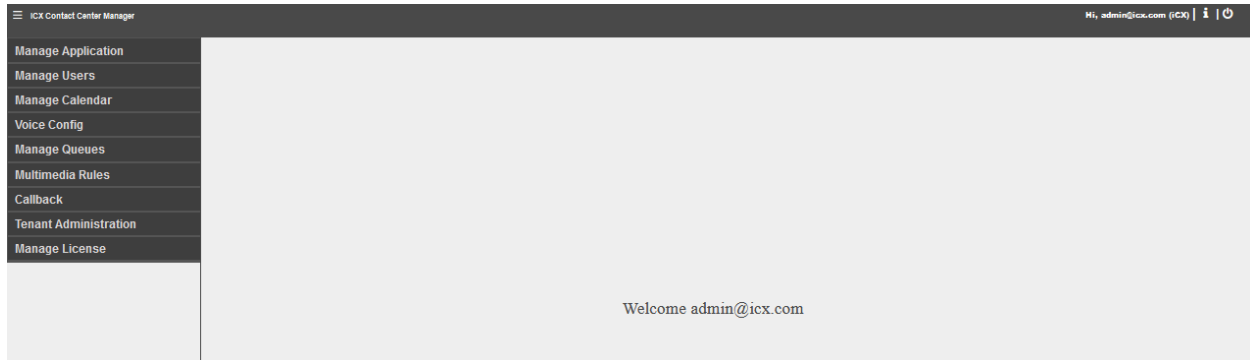 ICX Contact Center Manager
Hi, admin@icx.com (iCX) | i |
Manage Application
Manage Users
Manage Calendar
Voice Config
Manage Queues
Multimedia Rules
Callback
Tenant Administration
Manage License
Welcome admin@icx.com